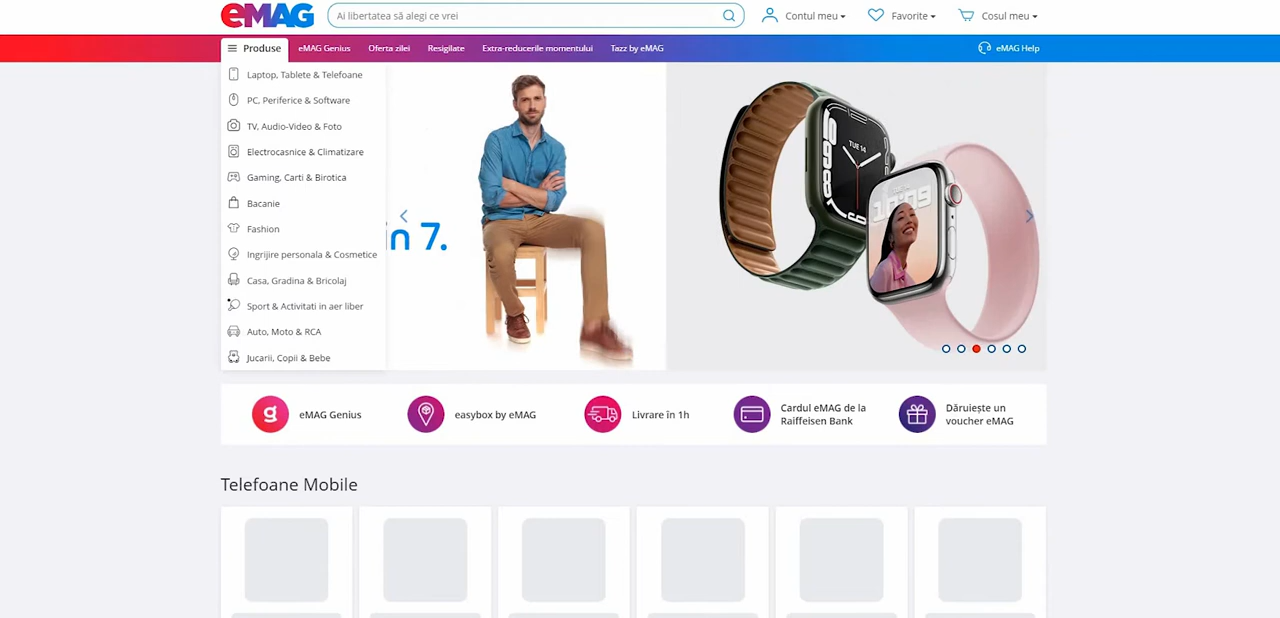 eMAG
Ai libertatea să alegi ce vrei
Contul meu
Favorite
Cosul meu
Produse
eMAG Genius
Oferta zilei
Resigilate
Extra-reducerile momentului
Tazz by eMAG
eMAG Help
Laptop, Tablete & Telefoane
PC, Periferice & Software
TV, Audio-Video & Foto
Electrocasnice & Climatizare
Gaming, Carti & Birotica
Bacanie
Fashion
Ingrijire personala & Cosmetice
Casa, Gradina & Bricolaj
Sport & Activitati in aer liber
Auto, Moto & RCA
Jucarii, Copii & Bebe
in 7.
TUE 14
10:09
eMAG Genius
easybox by eMAG
Livrare în 1h
Cardul eMAG de la
Raiffeisen Bank
Dăruiește un
voucher eMAG
Telefoane Mobile